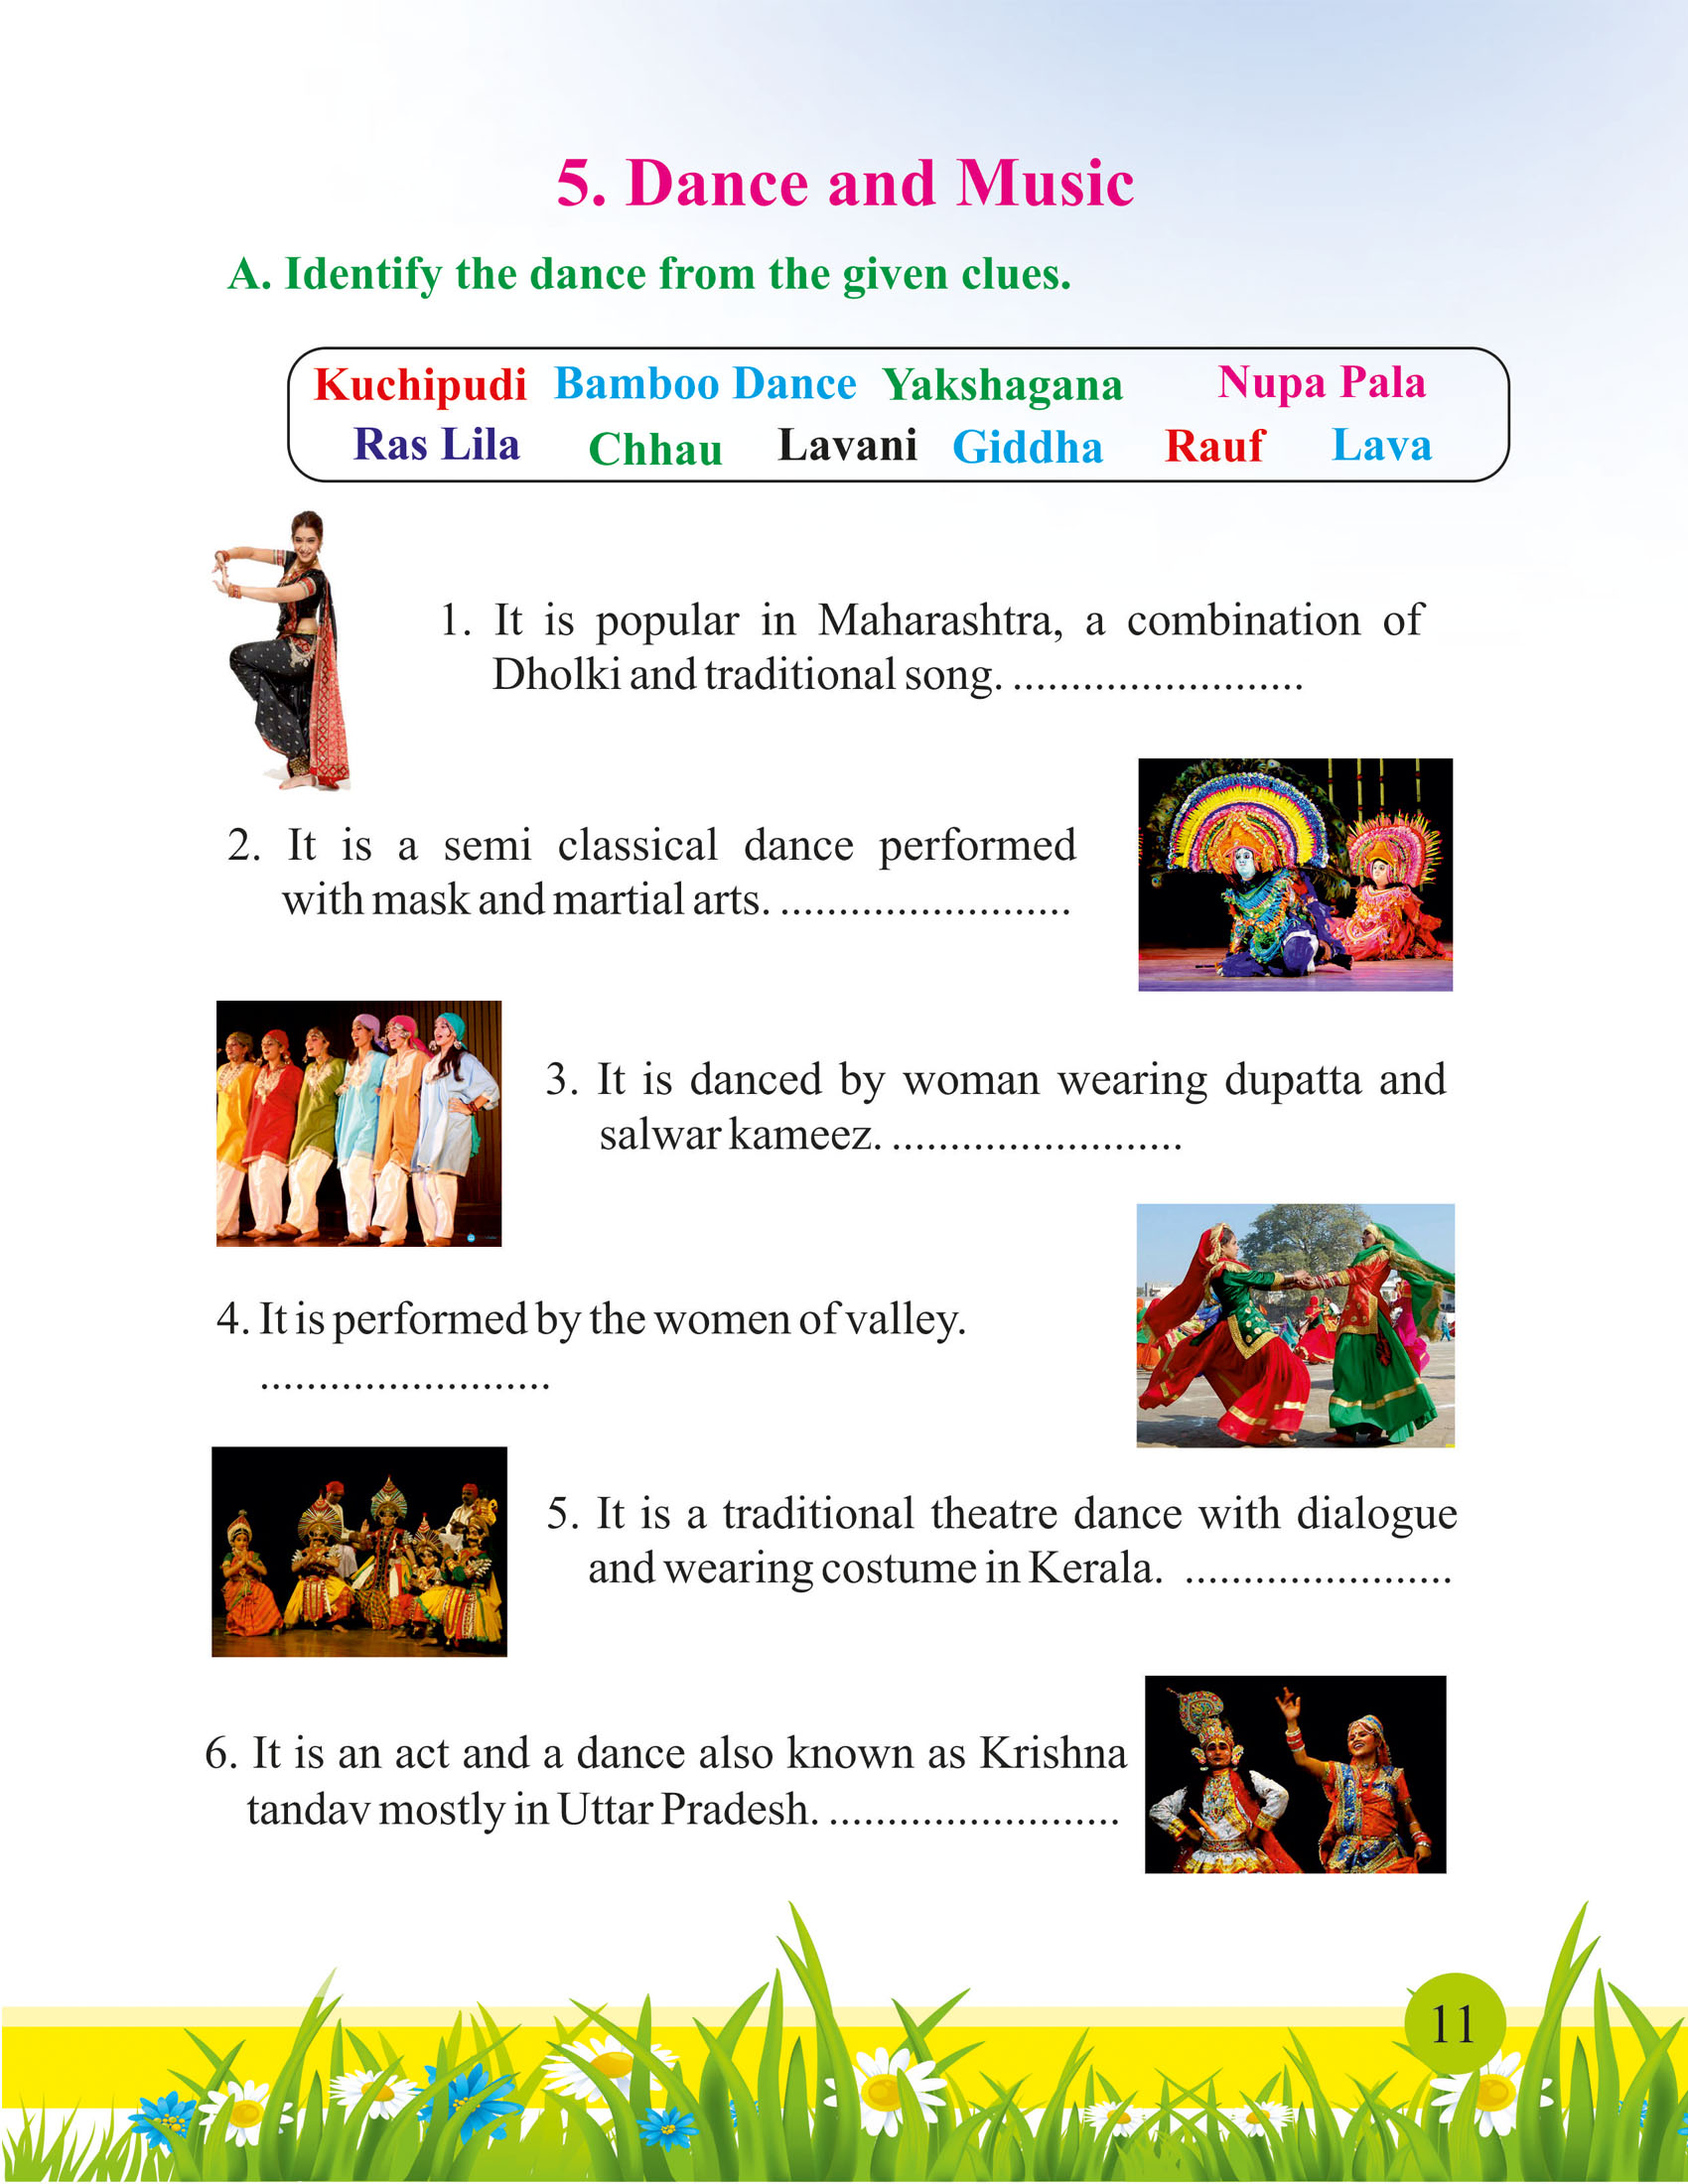 5. Dance and Music
A. Identify the dance from the given clues.
Kuchipudi Bamboo Dance Yakshagana Nupa Pala
Ras Lila Chhau Lavani Giddha Rauf Lava
1. It is popular in Maharashtra, a combination of
Dholki and traditional song. .........................
2. It is a semi classical dance performed
with mask and martial arts. .........................
3. It is danced by woman wearing dupatta and
salwar kameez. .........................
4. It is performed by the women of valley.
.........................
5. It is a traditional theatre dance with dialogue
and wearing costume in Kerala. .......................
6. It is an act and a dance also known as Krishna
tandav mostly in Uttar Pradesh. .........................
11